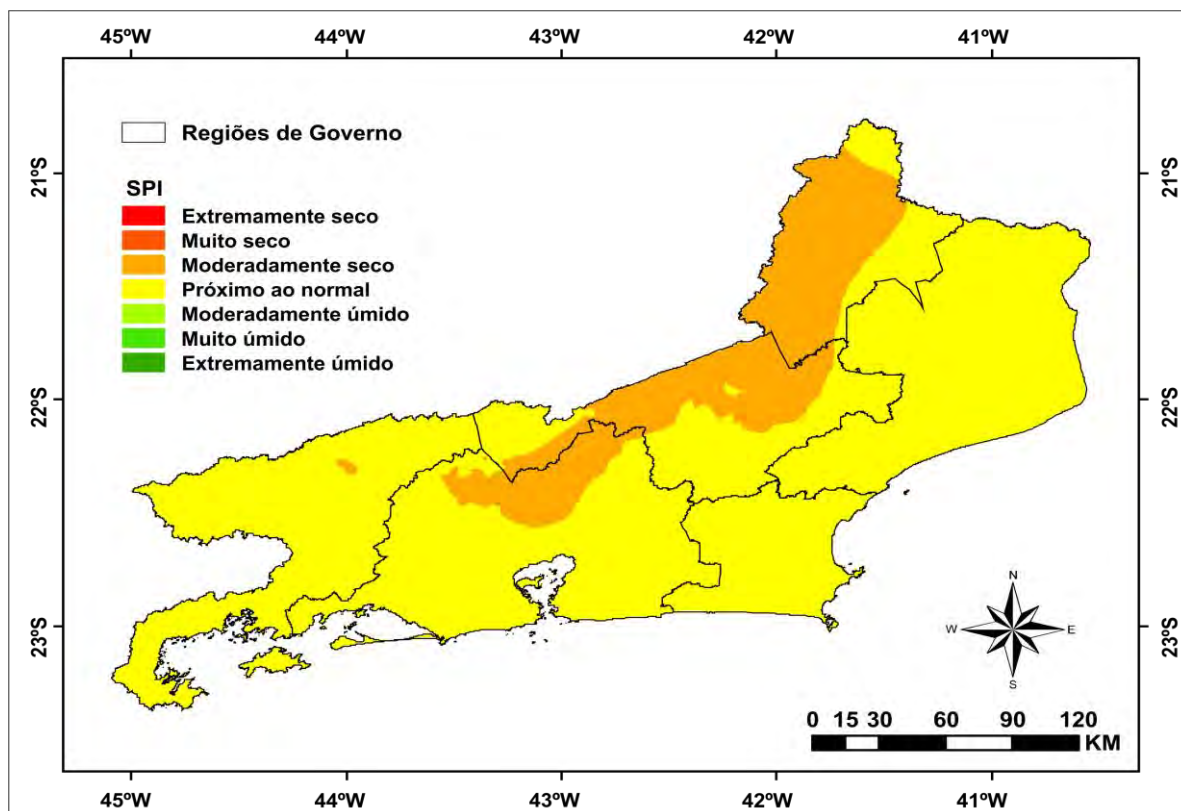 45ºW 44ºW 43ºW 42ºW 41ºW
Regiões de Governo
21ºS 21ºS
SPI
Extremamente seco
Muito seco
Moderadamente seco
Próximo ao normal
Moderadamente úmido
Muito úmido
Extremamente úmido
22ºS 22ºS
N
W E
S
23ºS 23ºS
0 15 30 60 90 120
KM
45ºW 44ºW 43ºW 42ºW 41ºW